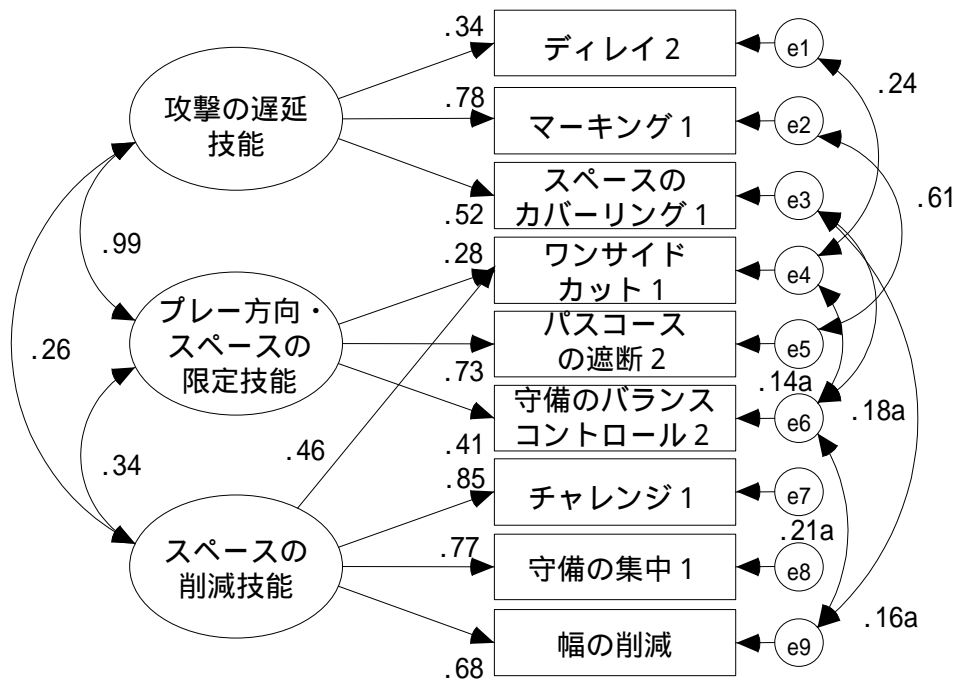 .34
ディレイ 2
e1
.24
攻撃の遅延
技能
.78
マーキング 1
e2
.61
スペースの
カバーリング 1
e3
.52
.99
.28
ワンサイド
カット 1
e4
プレー方向・
スペースの
限定技能
パスコース
の遮断 2
e5
.26
.73
.14a
守備のバランス
コントロール 2
e6
.18a
.34
.46
.41
.85
チャレンジ 1
e7
.21a
スペースの
削減技能
.77
守備の集中 1
e8
.16a
幅の削減
e9
.68